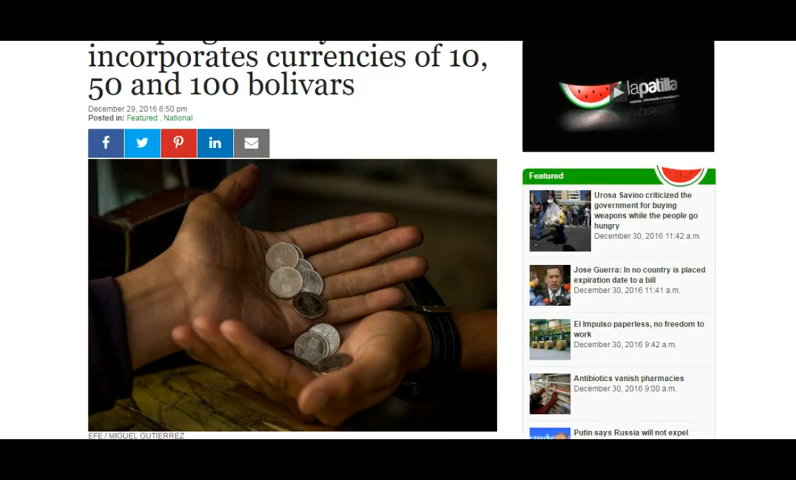 incorporates currencies of 10,
50 and 100 bolivars
December 29, 2016 6:50 pm
Posted in: Featured , National
EFE / MIGUEL GUTIERREZ
lapatilla
Featured
Urosa Savino criticized the
government for buying
weapons while the people go
hungry
December 30, 2016 11:42 a.m.
Jose Guerra: In no country is placed
expiration date to a bill
December 30, 2016 11:41 a.m.
El Impulso paperless, no freedom to
work
December 30, 2016 9:42 a.m.
Antibiotics vanish pharmacies
December 30, 2016 9:00 a.m.
Putin says Russia will not expel